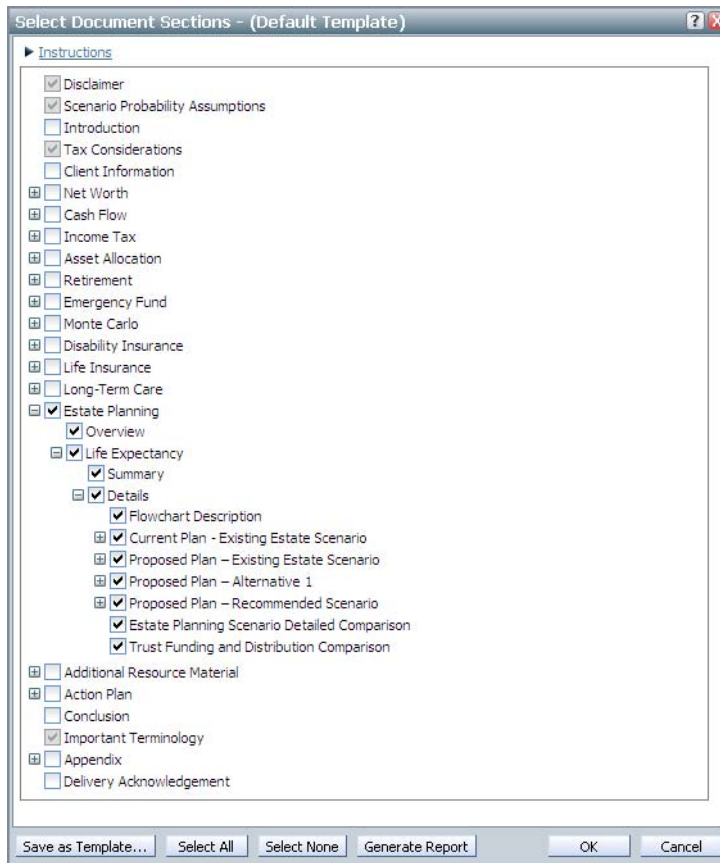 Select Document Sections - (Default Template)
Instructions
Disclaimer
Scenario Probability Assumptions
Introduction
Tax Considerations
Client Information
Net Worth
Cash Flow
Income Tax
Asset Allocation
Retirement
Emergency Fund
Monte Carlo
Disability Insurance
Life Insurance
Long-Term Care
Estate Planning
Overview
Life Expectancy
Summary
Details
Flowchart Description
Current Plan - Existing Estate Scenario
Proposed Plan – Existing Estate Scenario
Proposed Plan – Alternative 1
Proposed Plan – Recommended Scenario
Estate Planning Scenario Detailed Comparison
Trust Funding and Distribution Comparison
Additional Resource Material
Action Plan
Conclusion
Important Terminology
Appendix
Delivery Acknowledgement
Save as Template... Select All Select None Generate Report OK Cancel